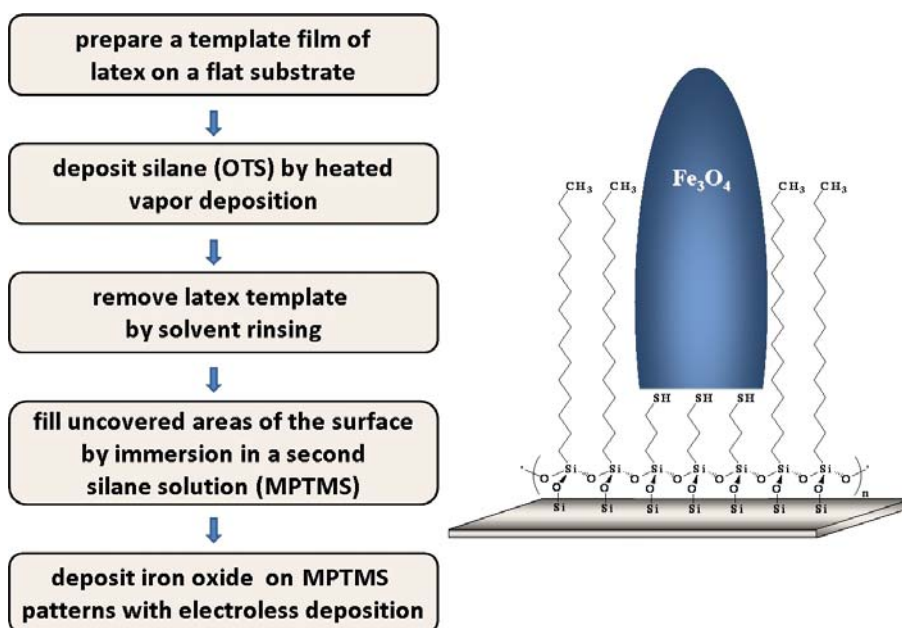 prepare a template film of
latex on a flat substrate
deposit silane (OTS) by heated
vapor deposition
remove latex template
by solvent rinsing
fill uncovered areas of the surface
by immersion in a second
silane solution (MPTMS)
deposit iron oxide on MPTMS
patterns with electroless deposition
Fe₃O₄
CH₃ CH₃ CH₃ CH₃
SH SH SH
Si Si Si Si Si Si Si
O O O O O O O O
O O O O O O O
n
Si Si Si Si Si Si Si